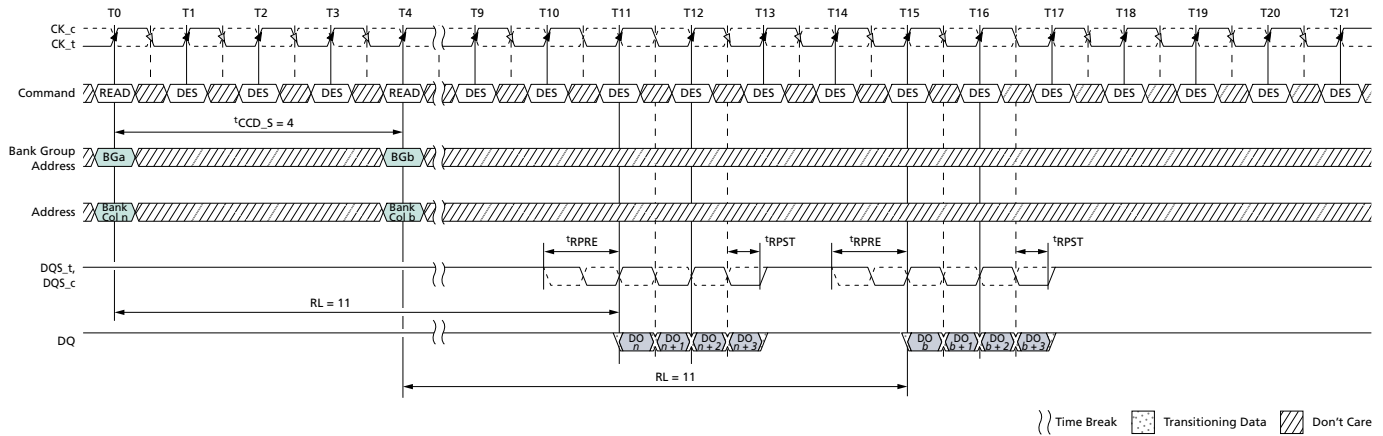 T0 T1 T2 T3 T4 T9 T10 T11 T12 T13 T14 T15 T16 T17 T18 T19 T20 T21
CK_c
CK_t
Command READ DES DES DES READ DES DES DES DES DES DES DES DES DES DES DES DES DES
tCCD_S = 4
Bank Group
Address
BGa BGb
Address
Bank
Col n
Bank
Col b
tRPRE tRPST tRPRE tRPST
DQS_t,
DQS_c
RL = 11
DQ
DO
n
DO
n + 1
DO
n + 2
DO
n + 3
DO
b
DO
b + 1
DO
b + 2
DO
b + 3
RL = 11
Time Break Transitioning Data Don't Care